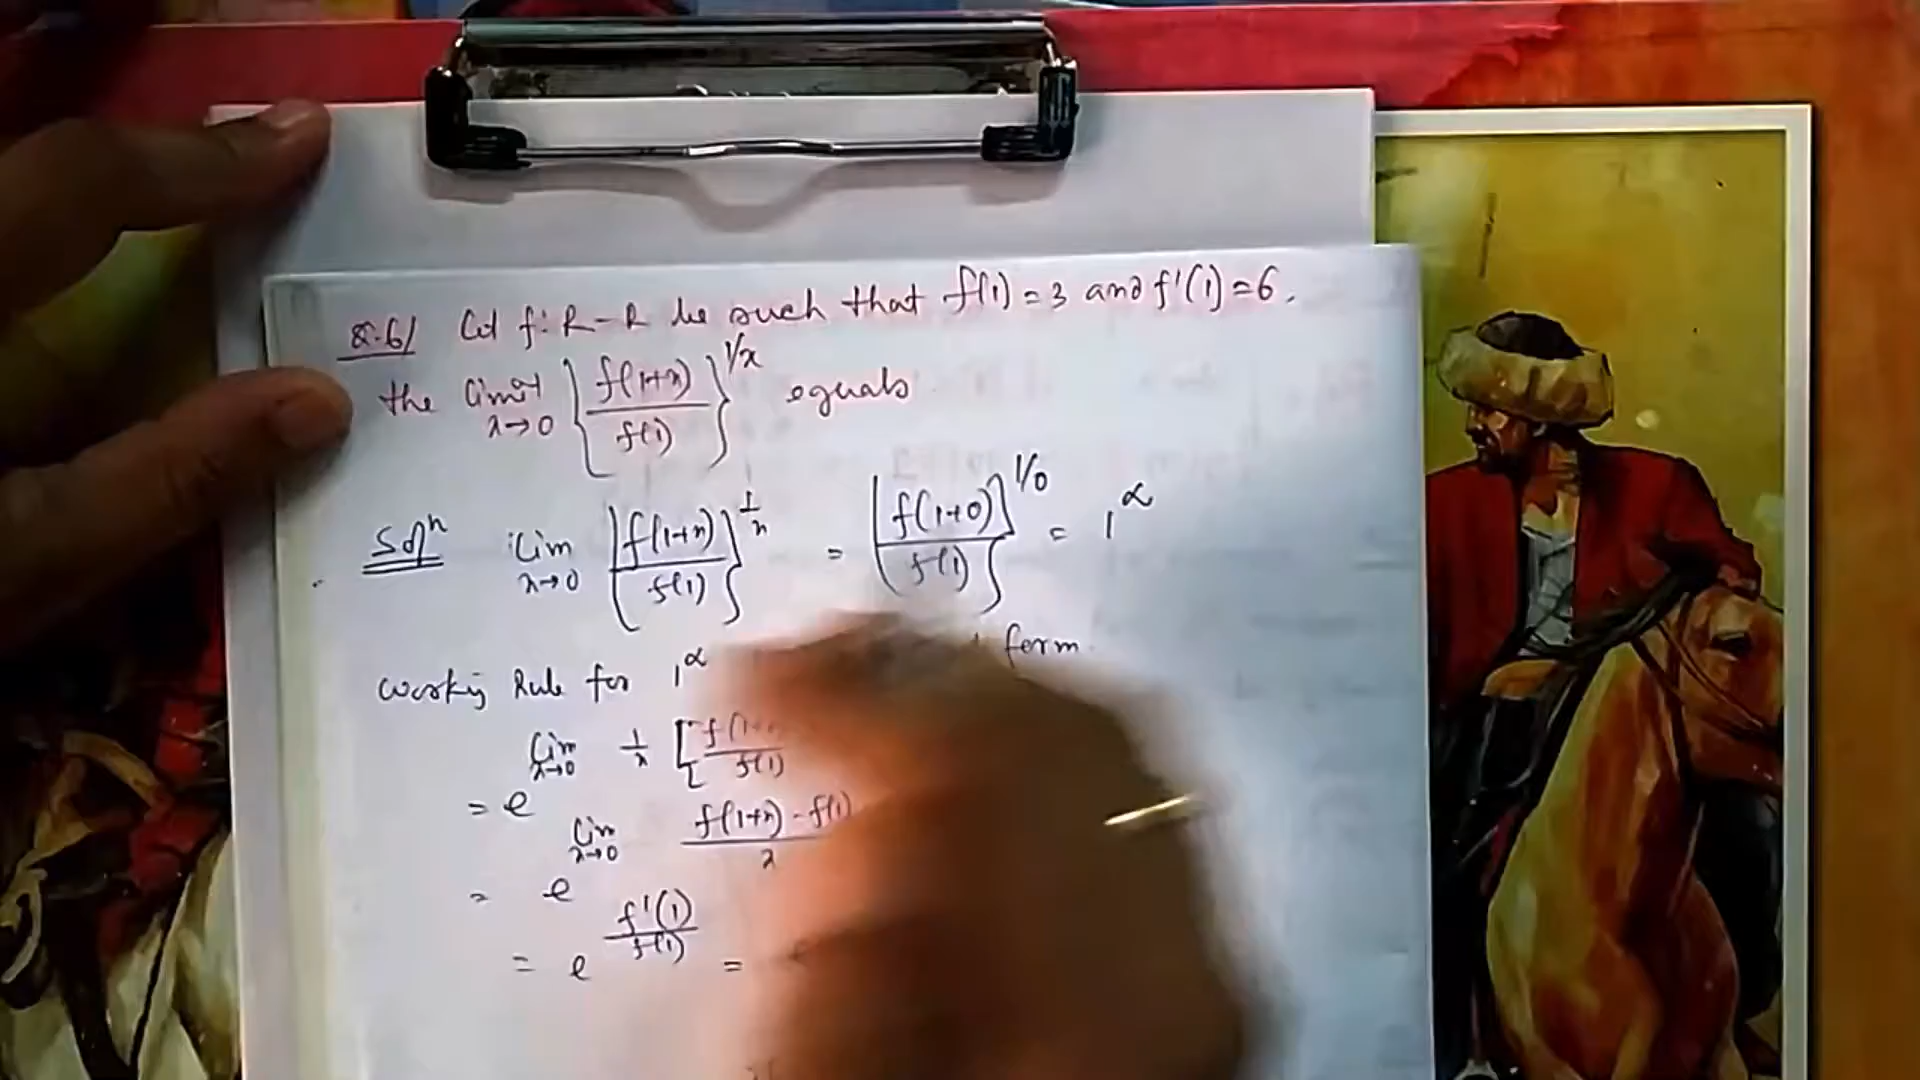 Q.6/ Let f: R-R be such that f(1) = 3 and f'(1) = 6.
the limit x→0 { f(1+x) / f(1) }^1/x equals
Solⁿ lim x→0 { f(1+x) / f(1) }^1/x = { f(1+0) / f(1) }^1/0 = 1^∝
Working Rule for 1^∝ form
= e^ lim x→0 1/x [ f(1+ / f(1)
= e^ lim x→0 f(1+x) - f(1) / x
= e^ f'(1) / f(1) =